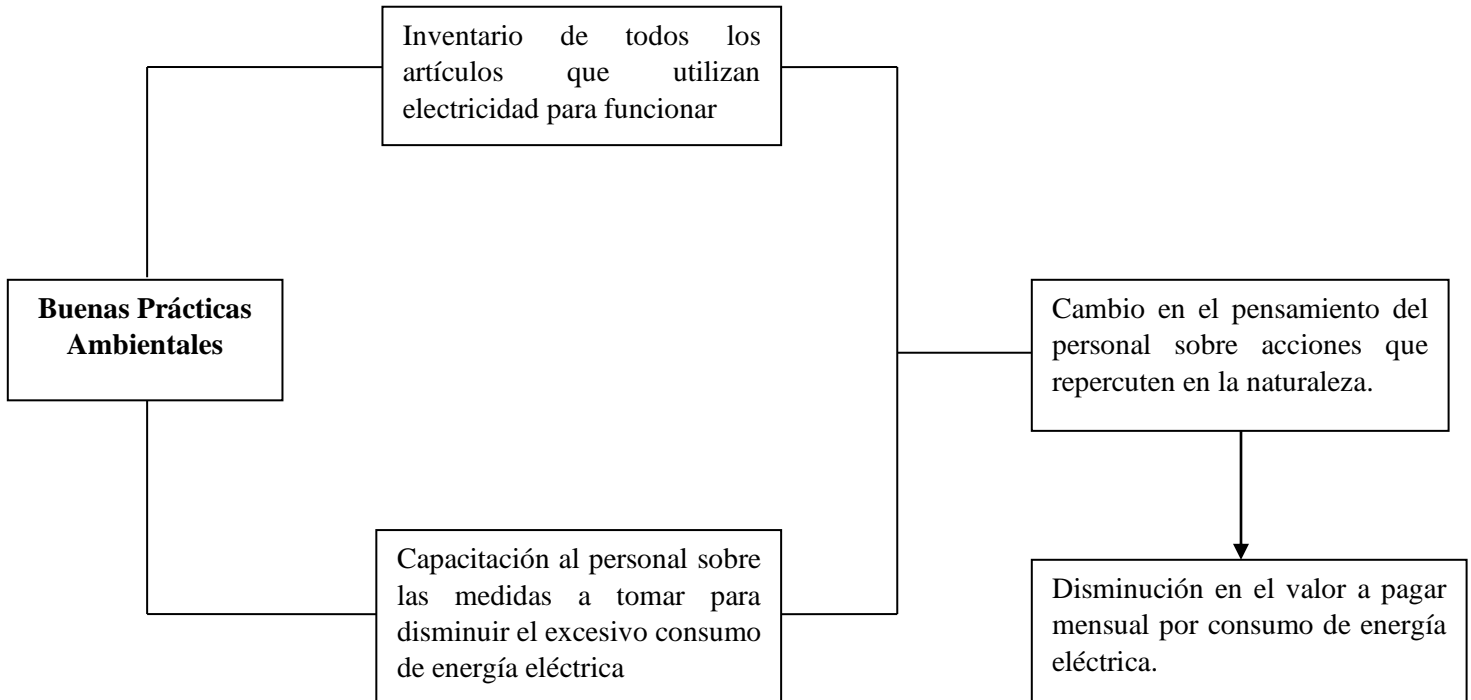 Inventario de todos los
artículos que utilizan
electricidad para funcionar
Buenas Prácticas
Ambientales
Cambio en el pensamiento del
personal sobre acciones que
repercuten en la naturaleza.
Capacitación al personal sobre
las medidas a tomar para
disminuir el excesivo consumo
de energía eléctrica
Disminución en el valor a pagar
mensual por consumo de energía
eléctrica.